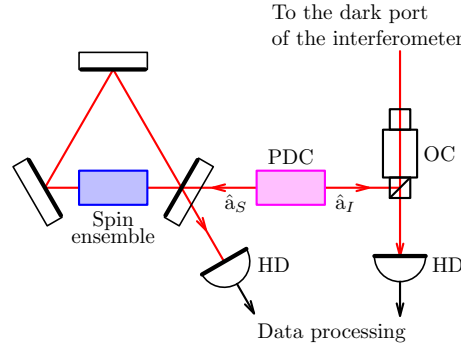 To the dark port
of the interferometer
PDC
OC
â_S
â_I
Spin
ensemble
HD
HD
Data processing